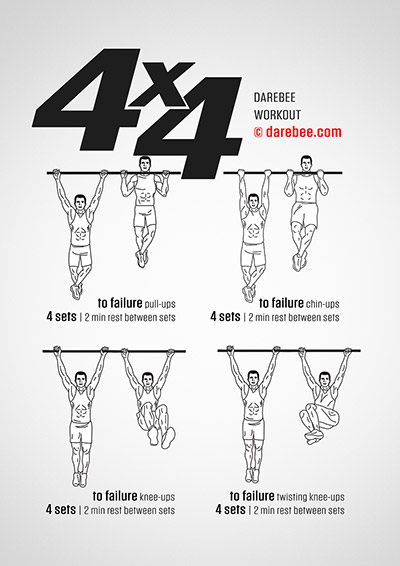 4x4
DAREBEE
WORKOUT
© darebee.com
to failure pull-ups
4 sets | 2 min rest between sets
to failure chin-ups
4 sets | 2 min rest between sets
to failure knee-ups
4 sets | 2 min rest between sets
to failure twisting knee-ups
4 sets | 2 min rest between sets